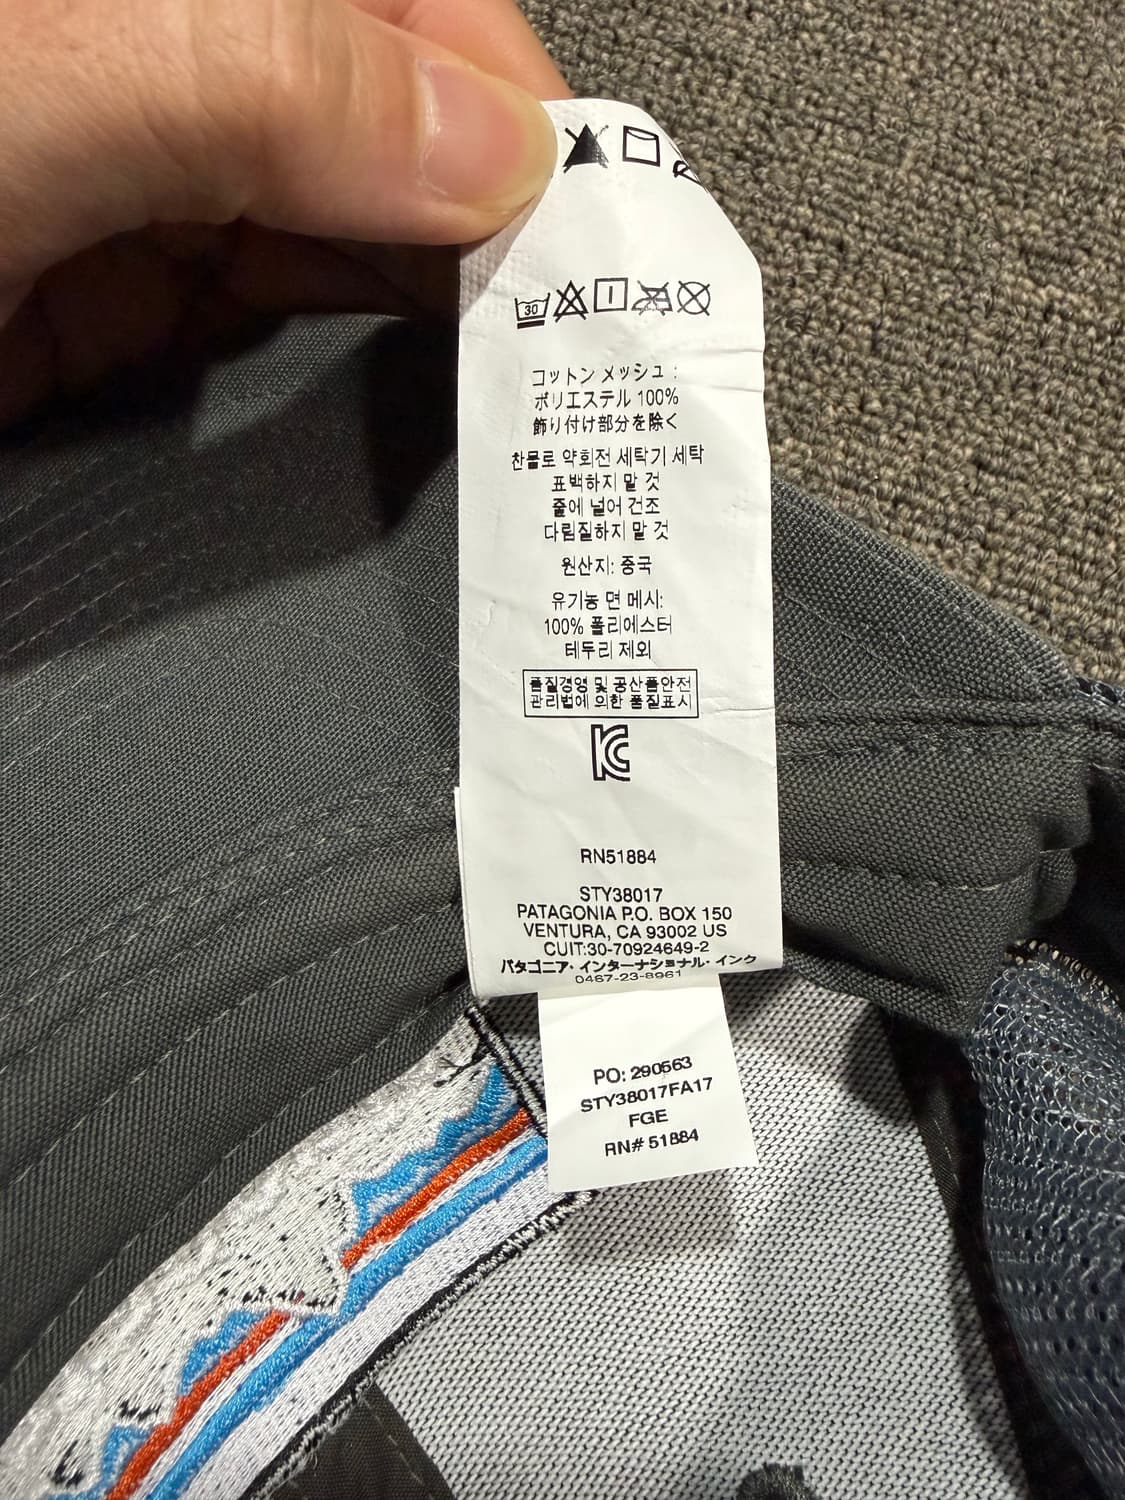 30
コットン メッシュ :
ポリエステル 100%
飾り付け部分を除く
찬물로 약회전 세탁기 세탁
표백하지 말 것
줄에 널어 건조
다림질하지 말 것
원산지: 중국
유기농 면 메시:
100% 폴리에스터
테두리 제외
품질경영 및 공산품안전
관리법에 의한 품질표시
KC
RN51884
STY38017
PATAGONIA P.O. BOX 150
VENTURA, CA 93002 US
CUIT:30-70924649-2
パタゴニア・インターナショナル・インク
0467-23-8961
PO: 290563
STY38017FA17
FGE
RN# 51884